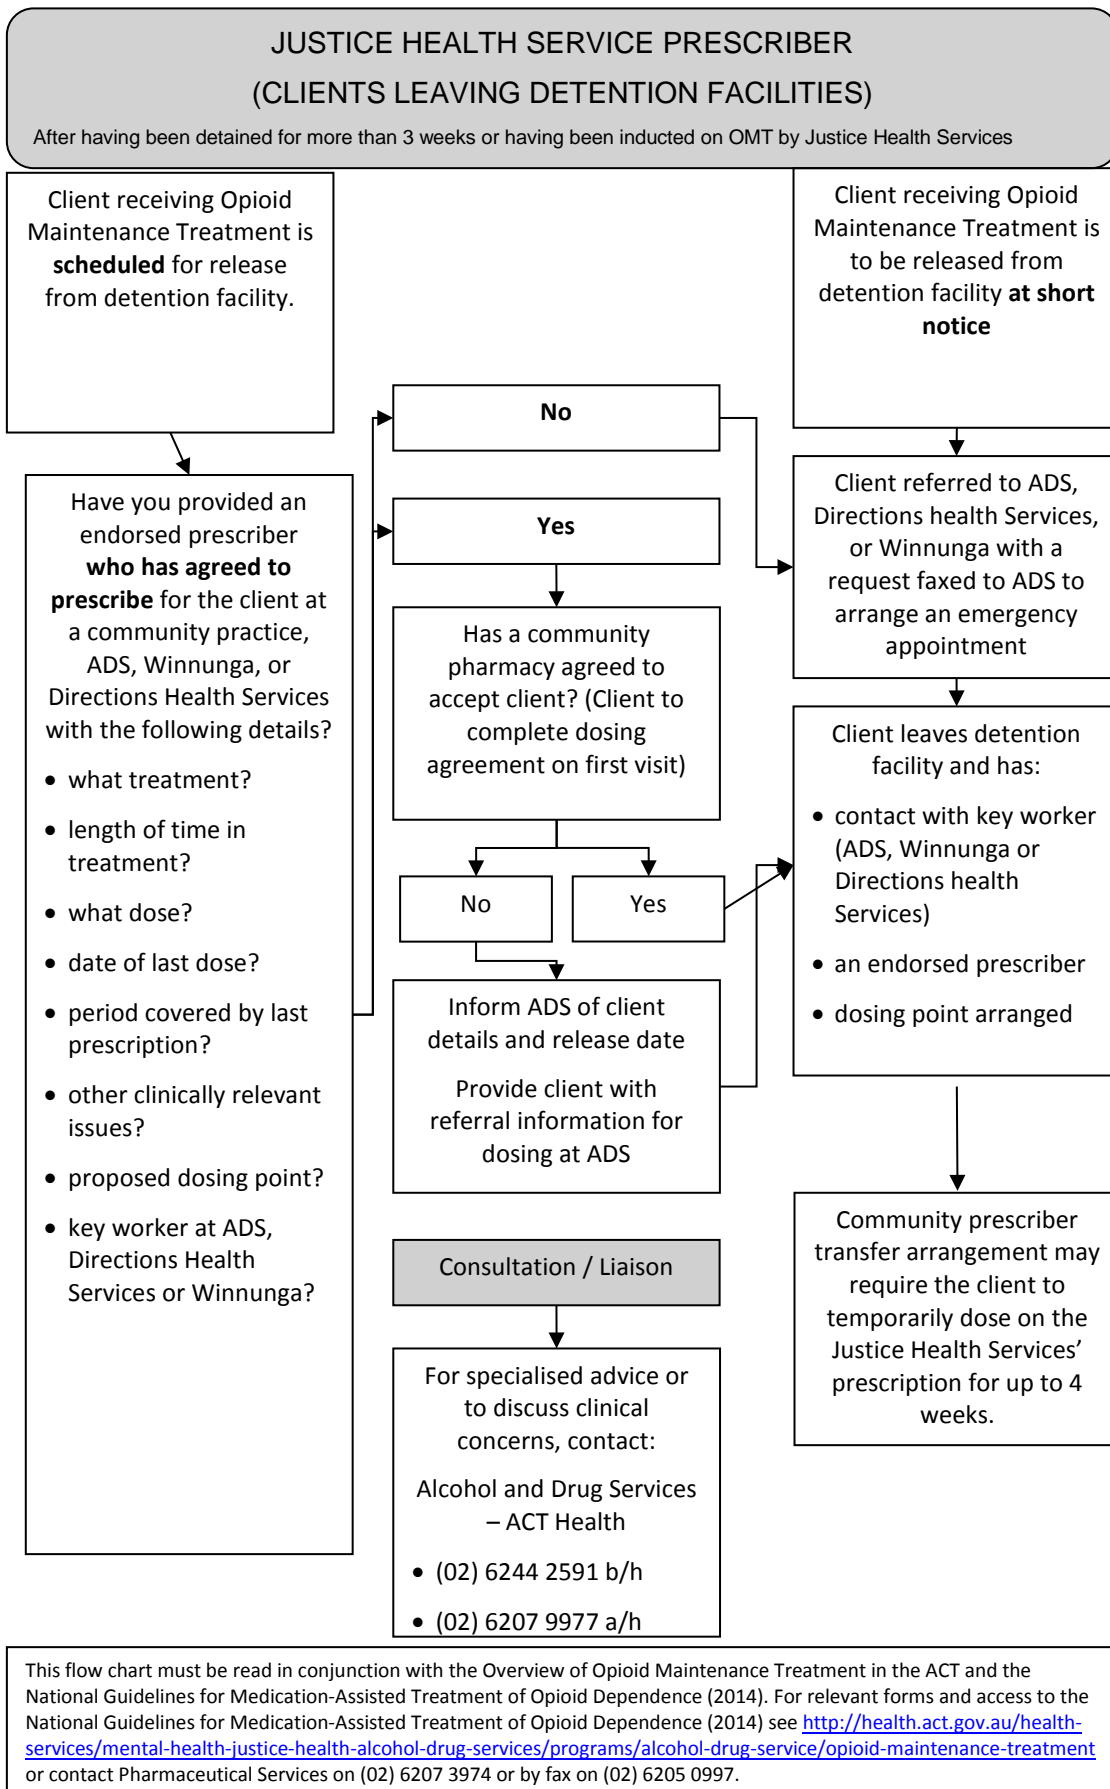 JUSTICE HEALTH SERVICE PRESCRIBER
(CLIENTS LEAVING DETENTION FACILITIES)
After having been detained for more than 3 weeks or having been inducted on OMT by Justice Health Services
Client receiving Opioid
Maintenance Treatment is
scheduled for release
from detention facility.
Have you provided an
endorsed prescriber
who has agreed to
prescribe for the client at
a community practice,
ADS, Winnunga, or
Directions Health Services
with the following details?
• what treatment?
• length of time in
treatment?
• what dose?
• date of last dose?
• period covered by last
prescription?
• other clinically relevant
issues?
• proposed dosing point?
• key worker at ADS,
Directions Health
Services or Winnunga?
No
Yes
Has a community
pharmacy agreed to
accept client? (Client to
complete dosing
agreement on first visit)
No
Yes
Inform ADS of client
details and release date
Provide client with
referral information for
dosing at ADS
Consultation / Liaison
For specialised advice or
to discuss clinical
concerns, contact:
Alcohol and Drug Services
– ACT Health
• (02) 6244 2591 b/h
• (02) 6207 9977 a/h
Client receiving Opioid
Maintenance Treatment is
to be released from
detention facility at short
notice
Client referred to ADS,
Directions health Services,
or Winnunga with a
request faxed to ADS to
arrange an emergency
appointment
Client leaves detention
facility and has:
• contact with key worker
(ADS, Winnunga or
Directions health
Services)
• an endorsed prescriber
• dosing point arranged
Community prescriber
transfer arrangement may
require the client to
temporarily dose on the
Justice Health Services’
prescription for up to 4
weeks.
This flow chart must be read in conjunction with the Overview of Opioid Maintenance Treatment in the ACT and the
National Guidelines for Medication-Assisted Treatment of Opioid Dependence (2014). For relevant forms and access to the
National Guidelines for Medication-Assisted Treatment of Opioid Dependence (2014) see http://health.act.gov.au/health-
services/mental-health-justice-health-alcohol-drug-services/programs/alcohol-drug-service/opioid-maintenance-treatment
or contact Pharmaceutical Services on (02) 6207 3974 or by fax on (02) 6205 0997.